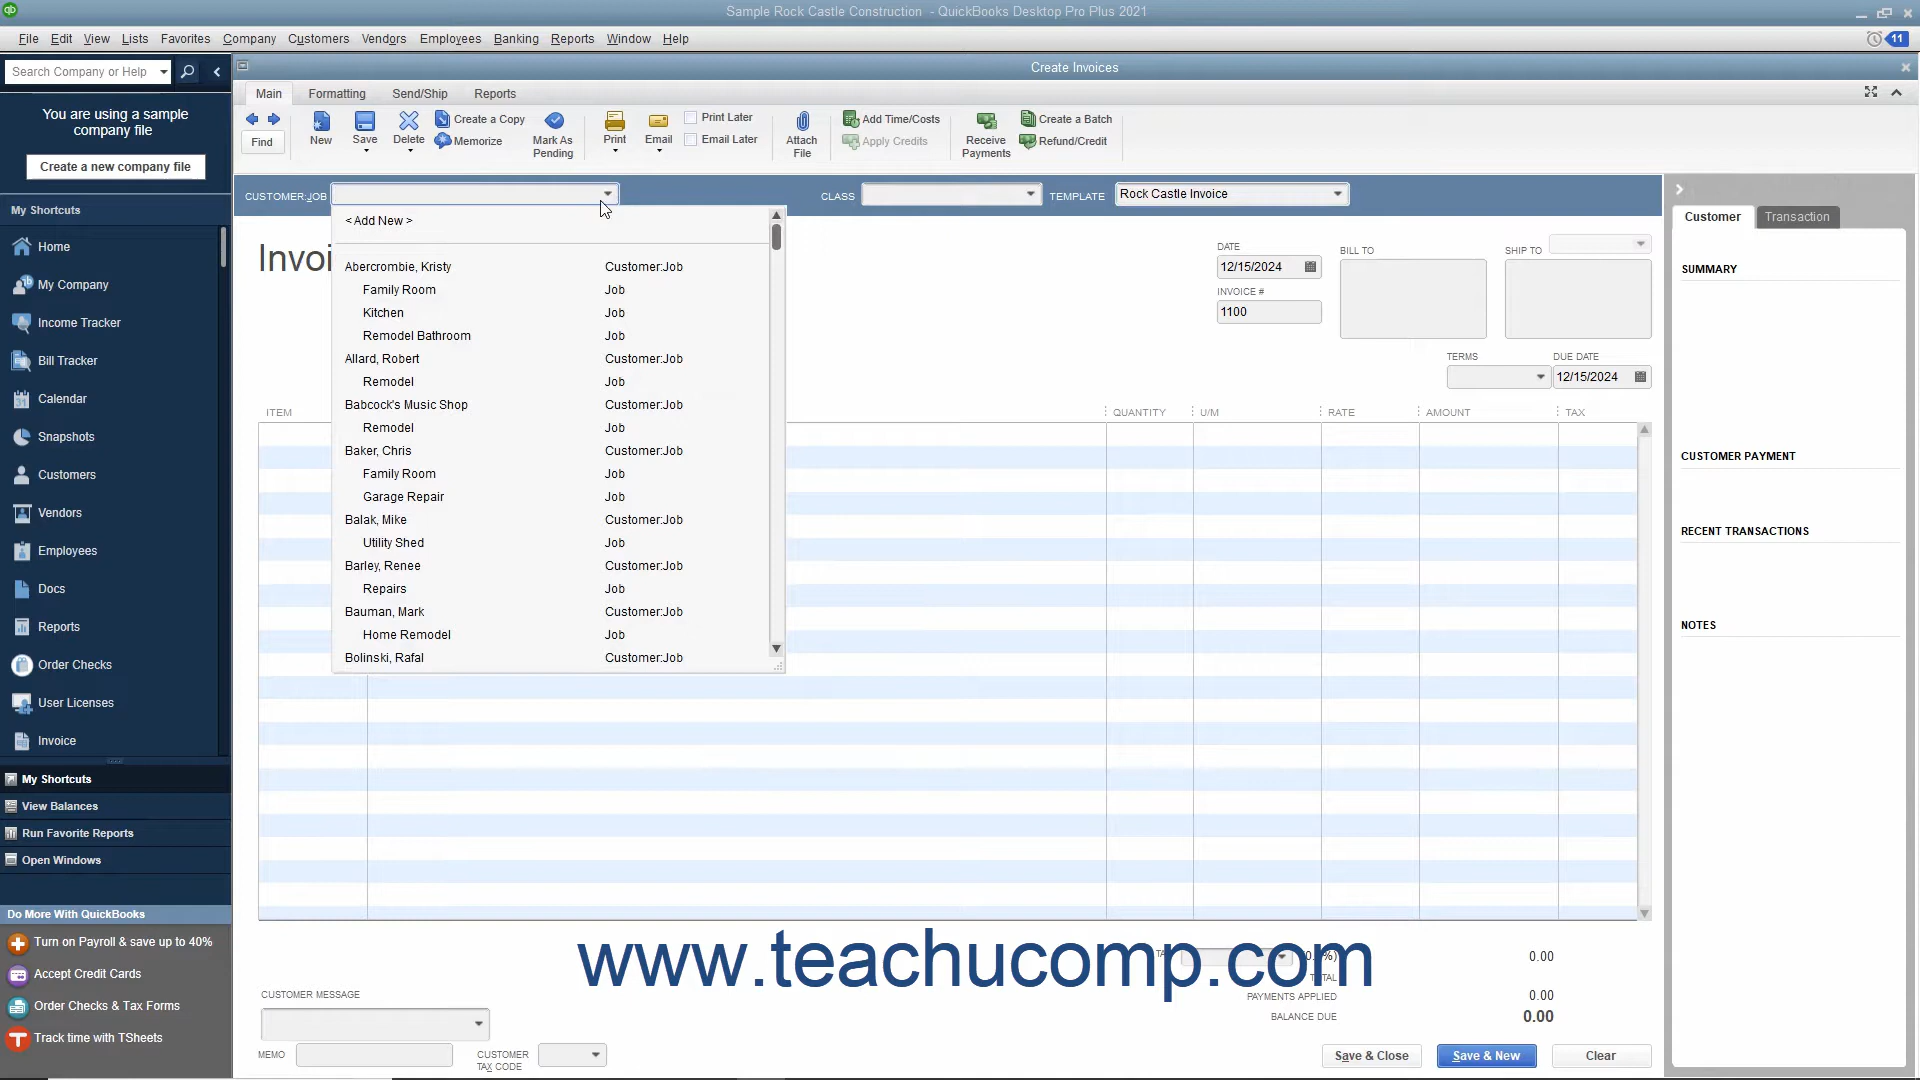 Sample Rock Castle Construction - QuickBooks Desktop Pro Plus 2021
File Edit View Lists Favorites Company Customers Vendors Employees Banking Reports Window Help
11
Search Company or Help
Create Invoices
You are using a sample
company file
Create a new company file
My Shortcuts
Home
My Company
Income Tracker
Bill Tracker
Calendar
Snapshots
Customers
Vendors
Employees
Docs
Reports
Order Checks
User Licenses
Invoice
My Shortcuts
View Balances
Run Favorite Reports
Open Windows
Do More With QuickBooks
Turn on Payroll & save up to 40%
Accept Credit Cards
Order Checks & Tax Forms
Track time with TSheets
Main Formatting Send/Ship Reports
Find
New
Save
Delete
Create a Copy
Memorize
Mark As
Pending
Print
Email
Print Later
Email Later
Attach
File
Add Time/Costs
Apply Credits
Receive
Payments
Create a Batch
Refund/Credit
CUSTOMER:JOB
CLASS
TEMPLATE Rock Castle Invoice
< Add New >
Abercrombie, Kristy Customer:Job
Family Room Job
Kitchen Job
Remodel Bathroom Job
Allard, Robert Customer:Job
Remodel Job
Babcock's Music Shop Customer:Job
Remodel Job
Baker, Chris Customer:Job
Family Room Job
Garage Repair Job
Balak, Mike Customer:Job
Utility Shed Job
Barley, Renee Customer:Job
Repairs Job
Bauman, Mark Customer:Job
Home Remodel Job
Bolinski, Rafal Customer:Job
Invoi
DATE
12/15/2024
INVOICE #
1100
BILL TO
SHIP TO
TERMS
DUE DATE
12/15/2024
ITEM QUANTITY U/M RATE AMOUNT TAX
www.teachucomp.com
TA (0.0%) 0.00
TOTAL
PAYMENTS APPLIED 0.00
BALANCE DUE 0.00
CUSTOMER MESSAGE
MEMO
CUSTOMER
TAX CODE
Save & Close
Save & New
Clear
Customer Transaction
SUMMARY
CUSTOMER PAYMENT
RECENT TRANSACTIONS
NOTES